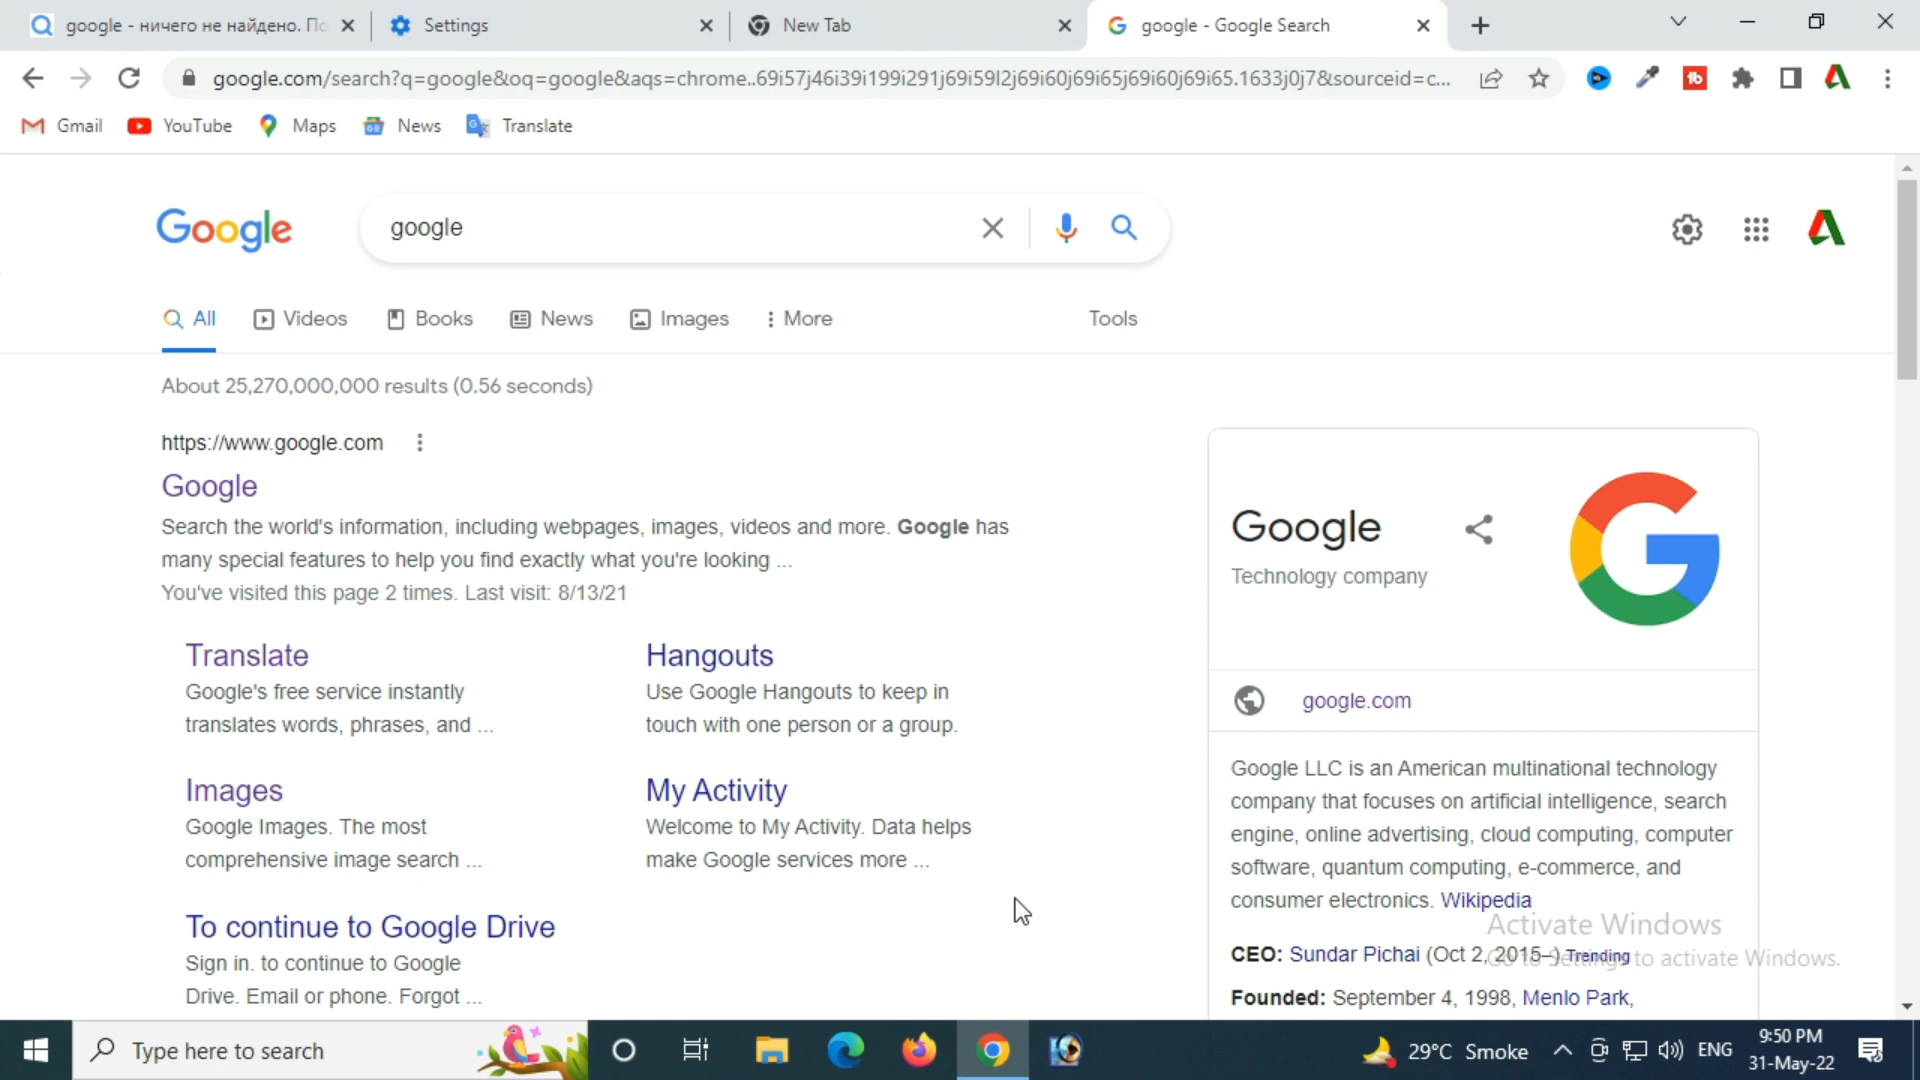 google - ничего не найдено. По
Settings
New Tab
google - Google Search
google.com/search?q=google&oq=google&aqs=chrome..69i57j46i39i199i291j69i59l2j69i60j69i65j69i60j69i65.1633j0j7&sourceid=c...
Gmail
YouTube
Maps
News
Translate
Google
google
All
Videos
Books
News
Images
More
Tools
About 25,270,000,000 results (0.56 seconds)
https://www.google.com
Google
Search the world's information, including webpages, images, videos and more. Google has
many special features to help you find exactly what you're looking ...
You've visited this page 2 times. Last visit: 8/13/21
Translate
Google's free service instantly
translates words, phrases, and ...
Hangouts
Use Google Hangouts to keep in
touch with one person or a group.
Images
Google Images. The most
comprehensive image search ...
My Activity
Welcome to My Activity. Data helps
make Google services more ...
To continue to Google Drive
Sign in. to continue to Google
Drive. Email or phone. Forgot ...
Google
Technology company
google.com
Google LLC is an American multinational technology
company that focuses on artificial intelligence, search
engine, online advertising, cloud computing, computer
software, quantum computing, e-commerce, and
consumer electronics. Wikipedia
CEO: Sundar Pichai (Oct 2, 2015–) Trending
Founded: September 4, 1998, Menlo Park,
Activate Windows
Go to Settings to activate Windows.
Type here to search
29°C Smoke
ENG
9:50 PM
31-May-22